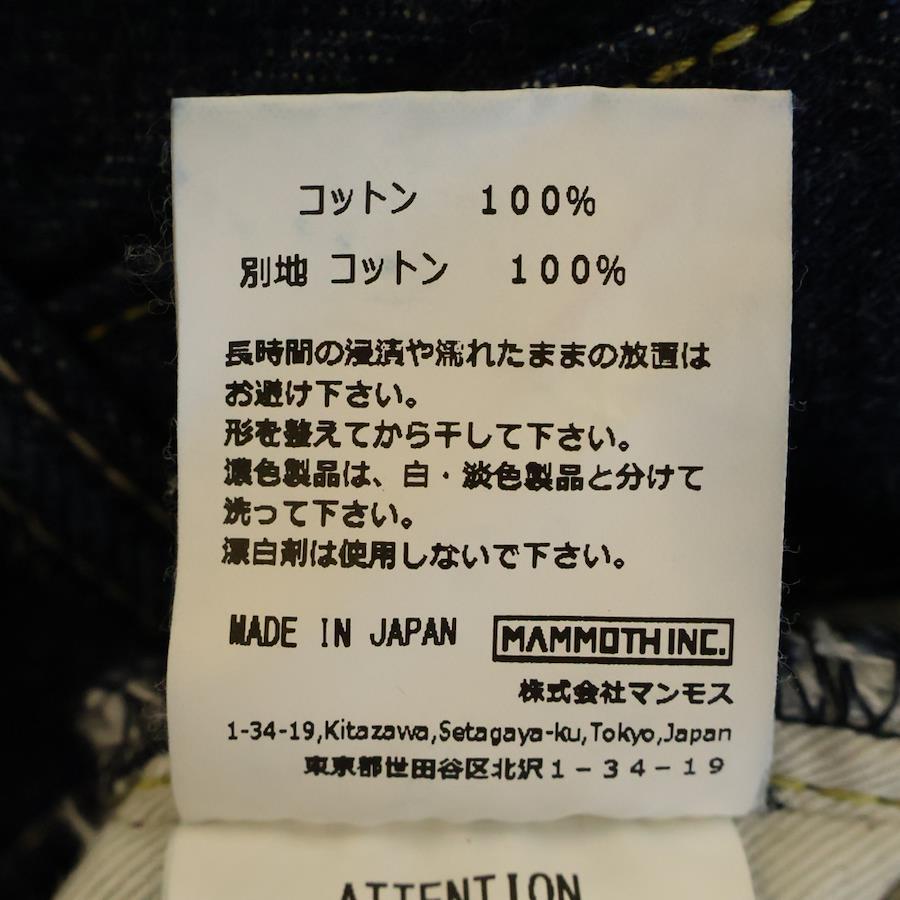 コットン 100%
別地 コットン 100%
長時間の浸漬や濡れたままの放置は
お避け下さい。
形を整えてから干して下さい。
濃色製品は、白・淡色製品と分けて
洗って下さい。
漂白剤は使用しないで下さい。
MADE IN JAPAN MAMMOTH INC.
株式会社マンモス
1-34-19,Kitazawa,Setagaya-ku,Tokyo,Japan
東京都世田谷区北沢1-34-19
ATTENTION